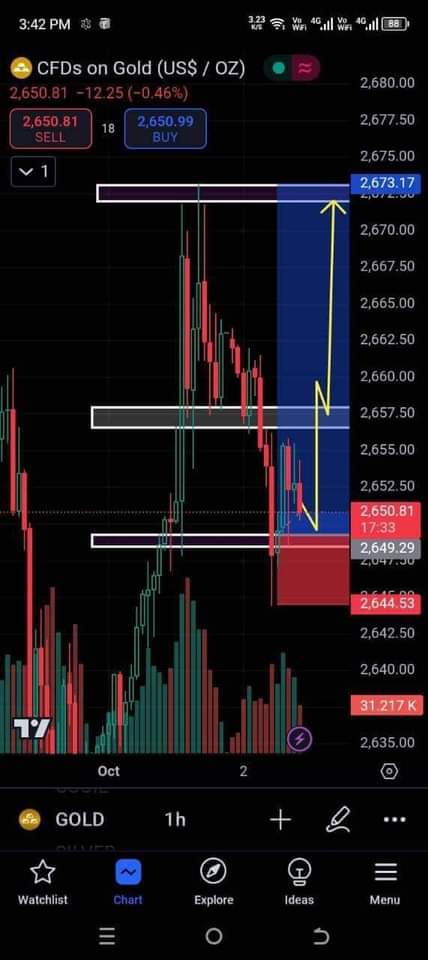 3:42 PM
3.23 K/S
Vo WiFi
4G
Vo WiFi
4G
88
CFDs on Gold (US$ / OZ)
2,650.81 −12.25 (−0.46%)
2,650.81 SELL
18
2,650.99 BUY
1
2,680.00
2,677.50
2,675.00
2,673.17
2,670.00
2,667.50
2,665.00
2,662.50
2,660.00
2,657.50
2,655.00
2,652.50
2,650.81
17:33
2,649.29
2,647.50
2,644.53
2,642.50
2,640.00
31.217 K
2,635.00
Oct
2
GOLD
1h
Watchlist
Chart
Explore
Ideas
Menu